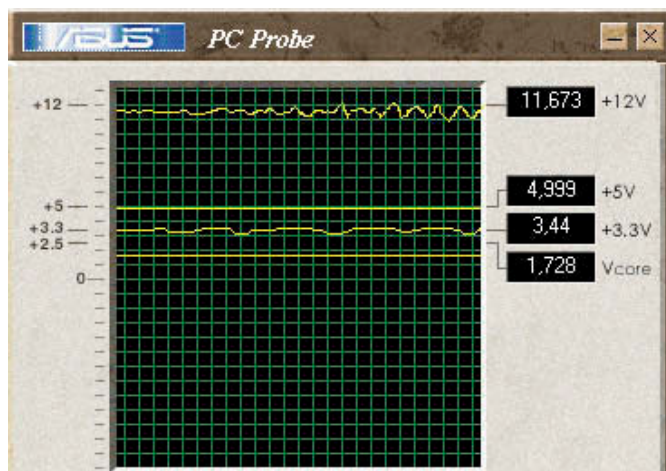 ASUS PC Probe
+12 11,673 +12V
+5 4,999 +5V
+3.3 3,44 +3.3V
+2.5
1,728 Vcore
0